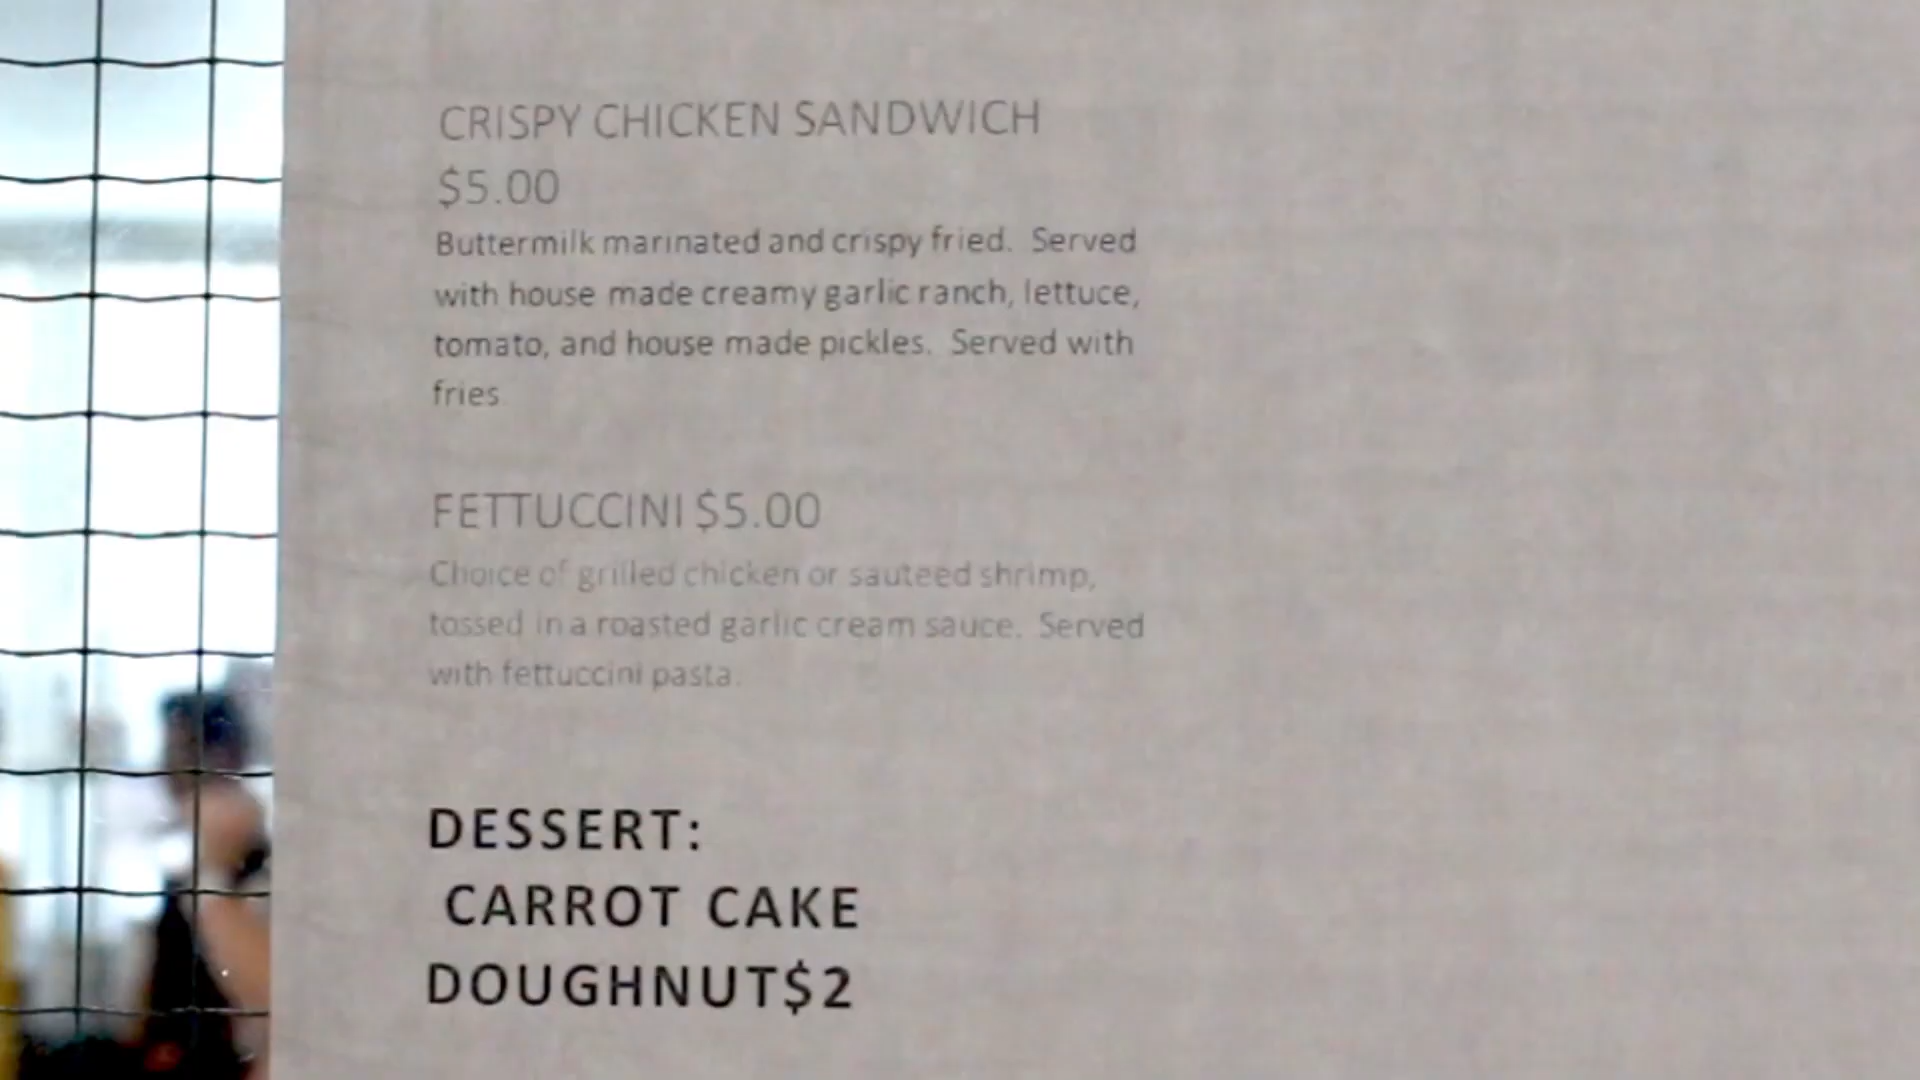 CRISPY CHICKEN SANDWICH
$5.00
Buttermilk marinated and crispy fried. Served
with house made creamy garlic ranch, lettuce,
tomato, and house made pickles. Served with
fries.
FETTUCCINI $5.00
Choice of grilled chicken or sauteed shrimp,
tossed in a roasted garlic cream sauce. Served
with fettuccini pasta.
DESSERT:
CARROT CAKE
DOUGHNUT$2